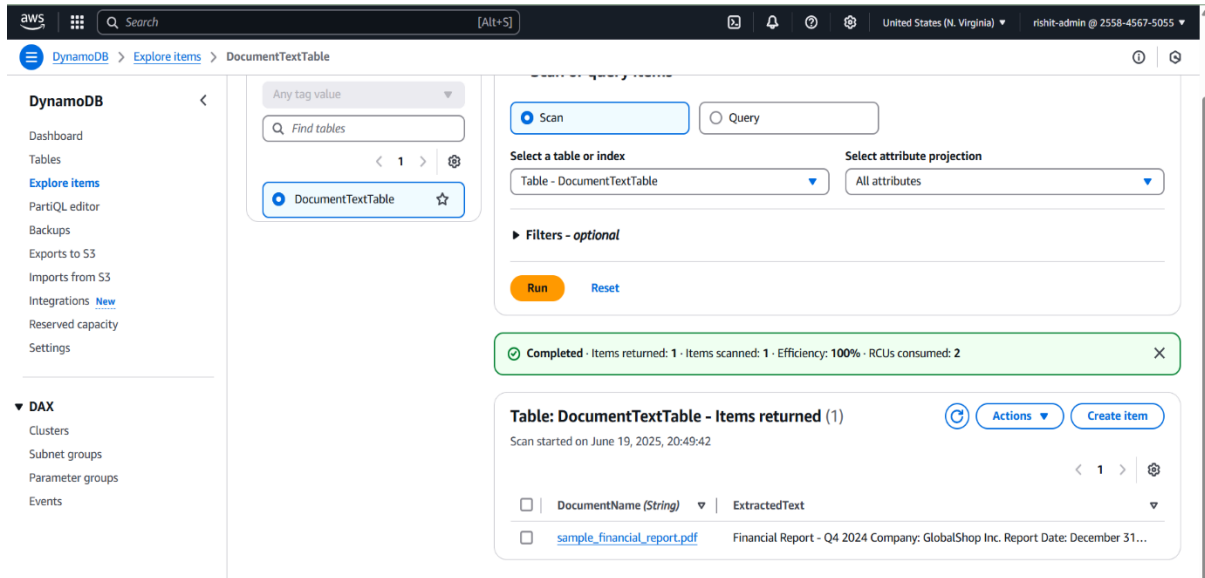 aws
Search [Alt+S]
United States (N. Virginia) ▼ rishit-admin @ 2558-4567-5055 ▼
DynamoDB > Explore items > DocumentTextTable
DynamoDB
Dashboard
Tables
Explore items
PartiQL editor
Backups
Exports to S3
Imports from S3
Integrations New
Reserved capacity
Settings
▼ DAX
Clusters
Subnet groups
Parameter groups
Events
Any tag value
Find tables
< 1 >
DocumentTextTable
Scan or query items
Scan
Query
Select a table or index
Table - DocumentTextTable
Select attribute projection
All attributes
Filters - optional
Run Reset
Completed · Items returned: 1 · Items scanned: 1 · Efficiency: 100% · RCUs consumed: 2
Table: DocumentTextTable - Items returned (1)
Actions Create item
Scan started on June 19, 2025, 20:49:42
< 1 >
DocumentName (String) ExtractedText
sample_financial_report.pdf Financial Report - Q4 2024 Company: GlobalShop Inc. Report Date: December 31...